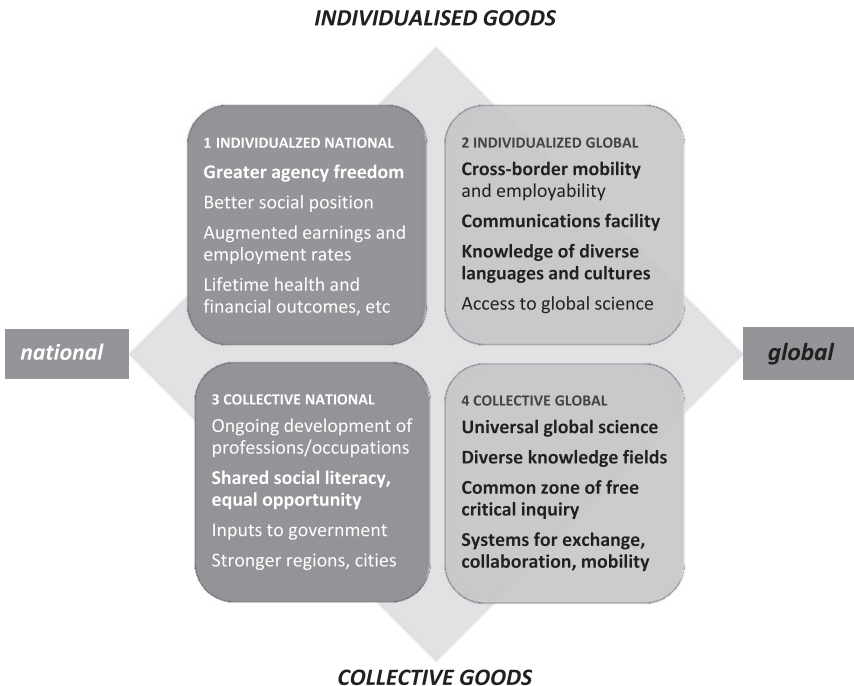 INDIVIDUALISED GOODS
1 INDIVIDUALZED NATIONAL
Greater agency freedom
Better social position
Augmented earnings and
employment rates
Lifetime health and
financial outcomes, etc
2 INDIVIDUALIZED GLOBAL
Cross-border mobility
and employability
Communications facility
Knowledge of diverse
languages and cultures
Access to global science
national
global
3 COLLECTIVE NATIONAL
Ongoing development of
professions/occupations
Shared social literacy,
equal opportunity
Inputs to government
Stronger regions, cities
4 COLLECTIVE GLOBAL
Universal global science
Diverse knowledge fields
Common zone of free
critical inquiry
Systems for exchange,
collaboration, mobility
COLLECTIVE GOODS